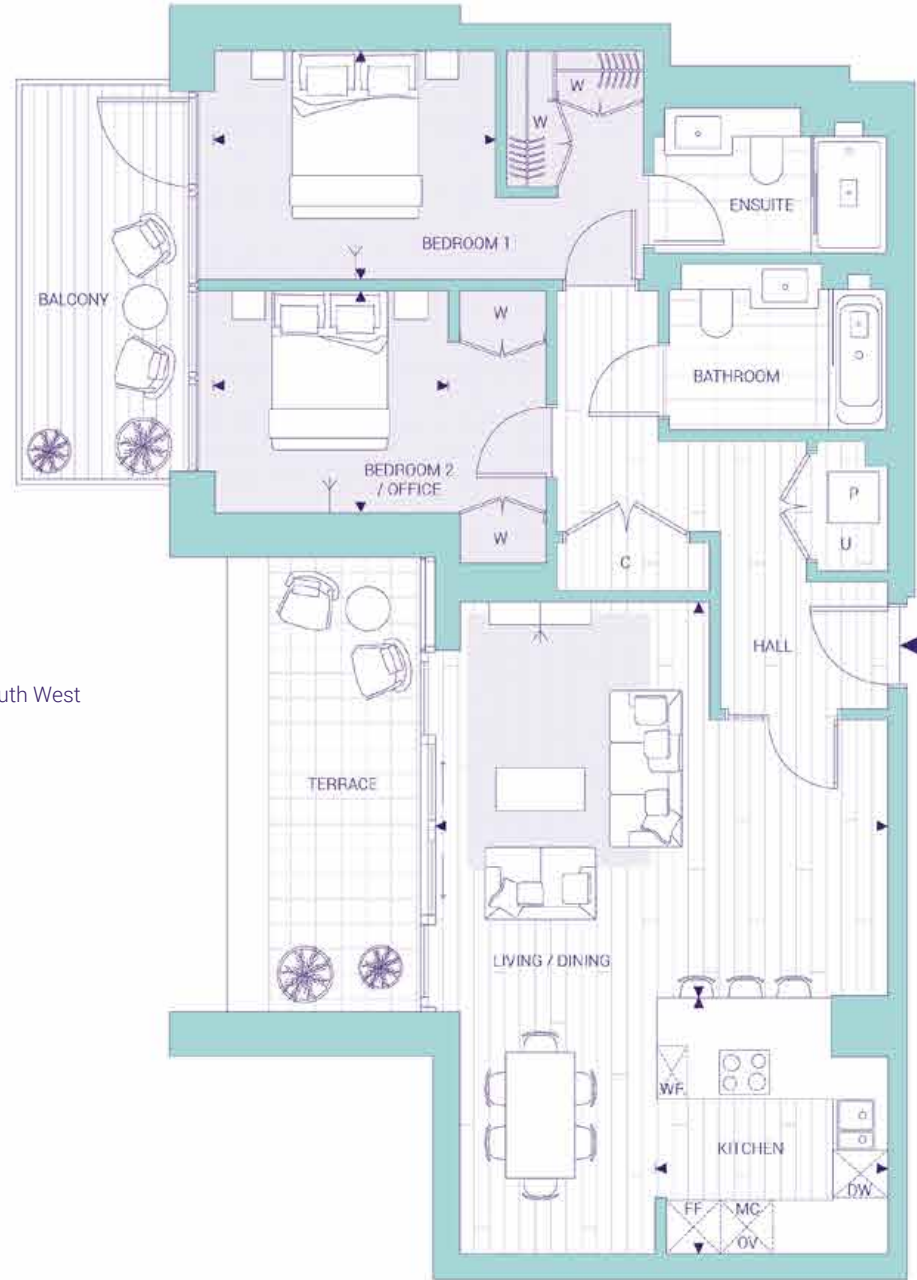 W
W
ENSUITE
BEDROOM 1
BALCONY
W
BATHROOM
BEDROOM 2
/ OFFICE
W
P
U
C
HALL
uth West
TERRACE
LIVING / DINING
WF
KITCHEN
DW
FF
MC
OV